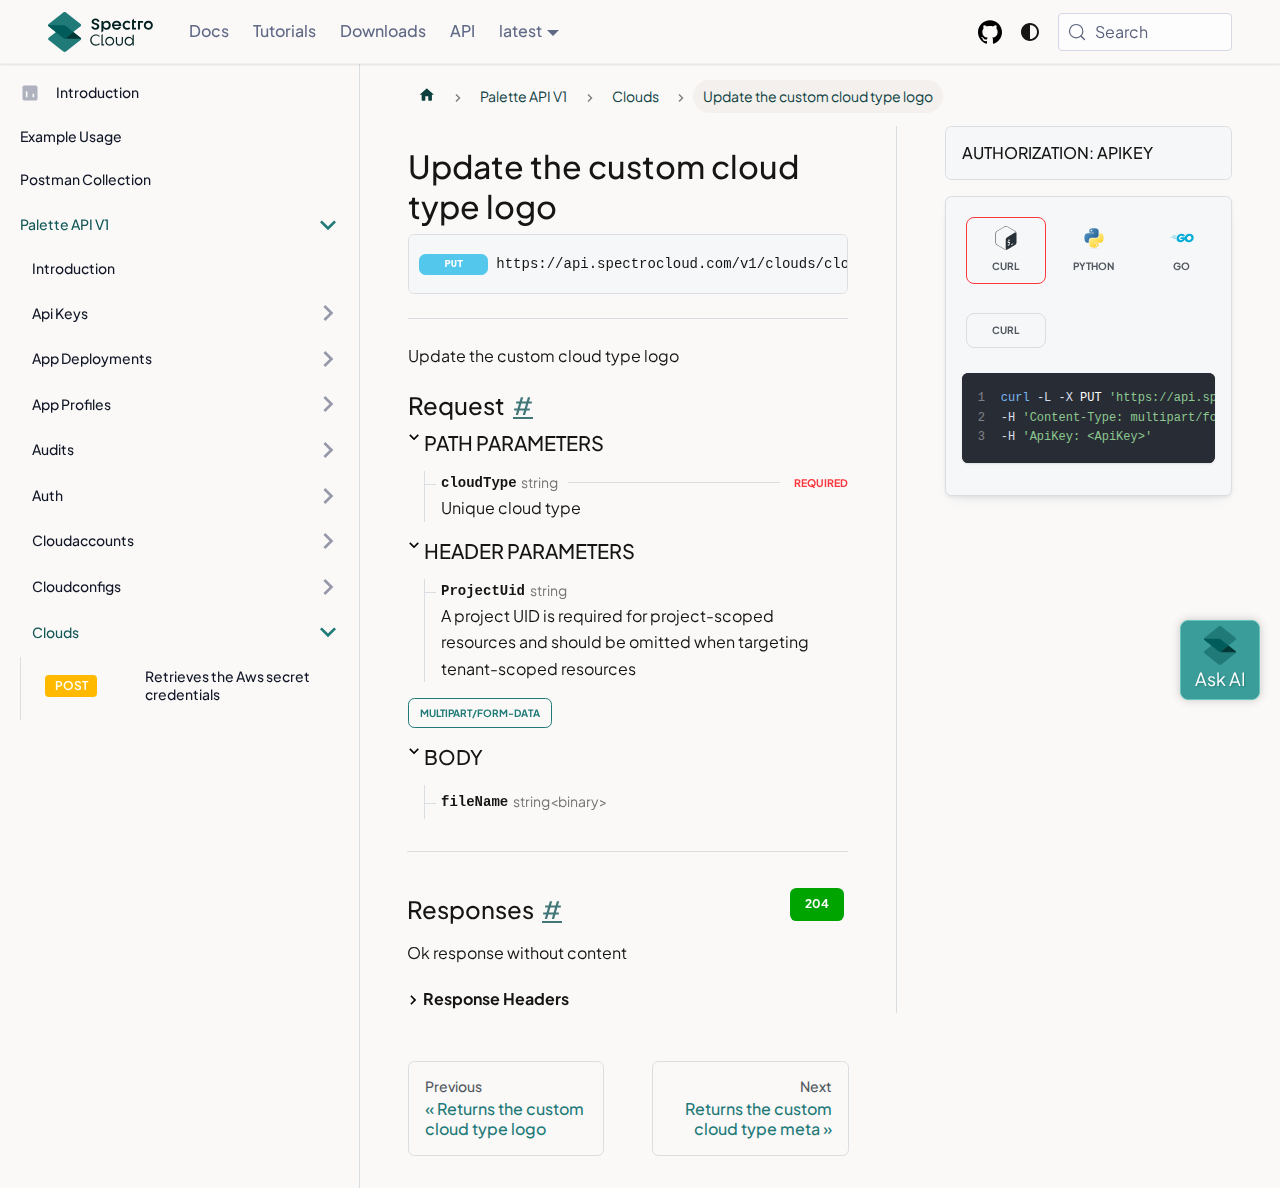 Spectro
Cloud
Docs
Tutorials
Downloads
API
latest
Search
Introduction
Example Usage
Postman Collection
Palette API V1
Introduction
Api Keys
App Deployments
App Profiles
Audits
Auth
Cloudaccounts
Cloudconfigs
Clouds
POST
Retrieves the Aws secret
credentials
Palette API V1
Clouds
Update the custom cloud type logo
Update the custom cloud
type logo
PUT https://api.spectrocloud.com/v1/clouds/clo
Update the custom cloud type logo
Request #
PATH PARAMETERS
cloudType string REQUIRED
Unique cloud type
HEADER PARAMETERS
ProjectUid string
A project UID is required for project-scoped
resources and should be omitted when targeting
tenant-scoped resources
MULTIPART/FORM-DATA
BODY
fileName string<binary>
Responses #
204
Ok response without content
Response Headers
Previous
« Returns the custom
cloud type logo
Next
Returns the custom
cloud type meta »
AUTHORIZATION: APIKEY
CURL
PYTHON
GO
CURL
1 curl -L -X PUT 'https://api.sp
2 -H 'Content-Type: multipart/fo
3 -H 'ApiKey: <ApiKey>'
Ask AI